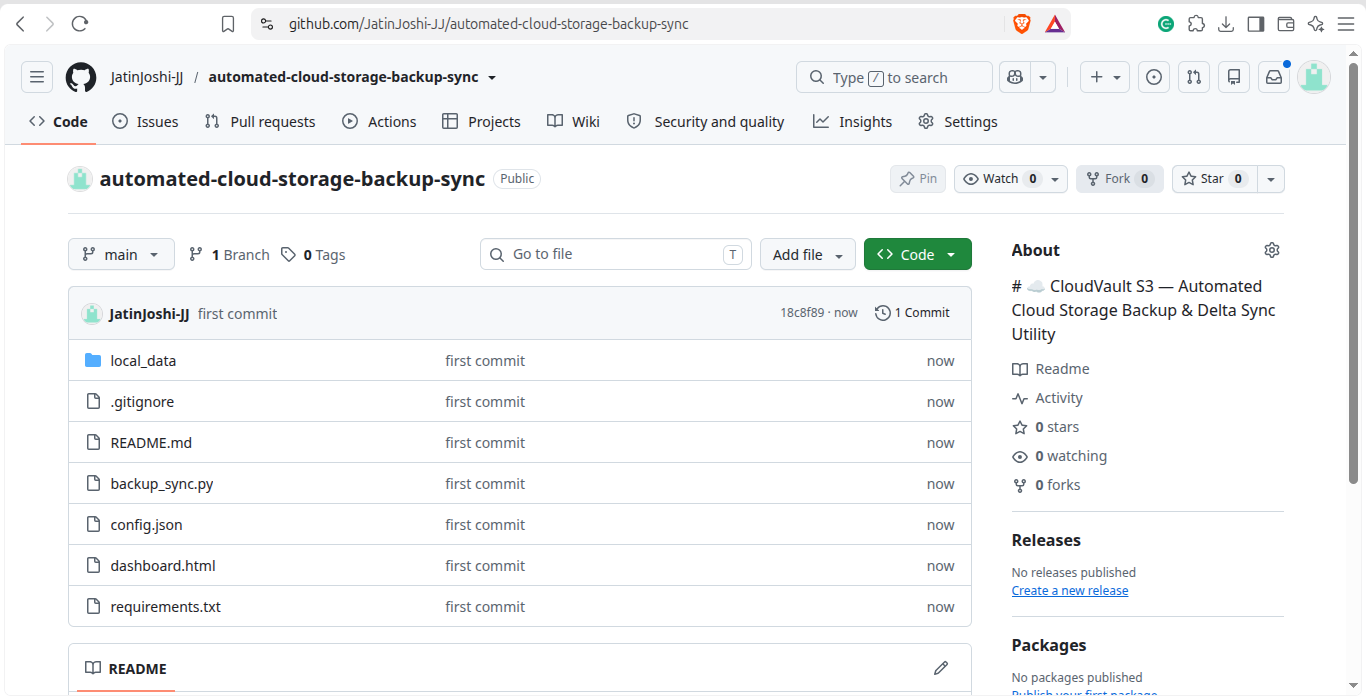 github.com/JatinJoshi-JJ/automated-cloud-storage-backup-sync
JatinJoshi-JJ / automated-cloud-storage-backup-sync
Type / to search
Code Issues Pull requests Actions Projects Wiki Security and quality Insights Settings
automated-cloud-storage-backup-sync Public
Pin Watch 0 Fork 0 Star 0
main 1 Branch 0 Tags Go to file T Add file Code
JatinJoshi-JJ first commit 18c8f89 · now 1 Commit
local_data first commit now
.gitignore first commit now
README.md first commit now
backup_sync.py first commit now
config.json first commit now
dashboard.html first commit now
requirements.txt first commit now
README
About
# ☁️ CloudVault S3 — Automated
Cloud Storage Backup & Delta Sync
Utility
Readme
Activity
0 stars
0 watching
0 forks
Releases
No releases published
Create a new release
Packages
No packages published
Publish your first package